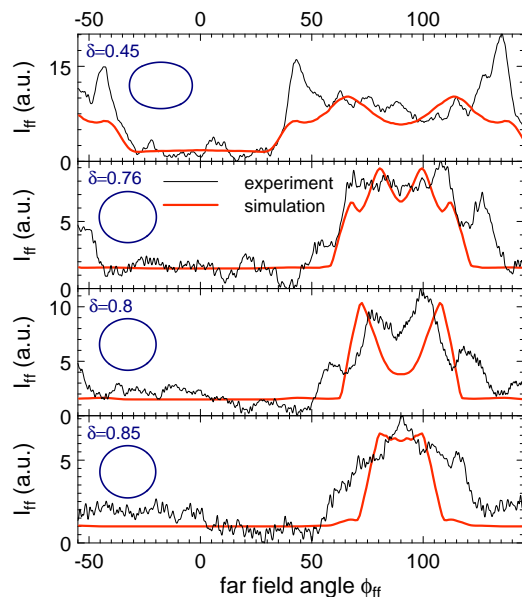 -50 0 50 100
δ=0.45
15
0
I_ff (a.u.)
δ=0.76
experiment
simulation
5
0
I_ff (a.u.)
δ=0.8
10
5
0
I_ff (a.u.)
δ=0.85
5
0
I_ff (a.u.)
-50 0 50 100
far field angle ϕ_ff